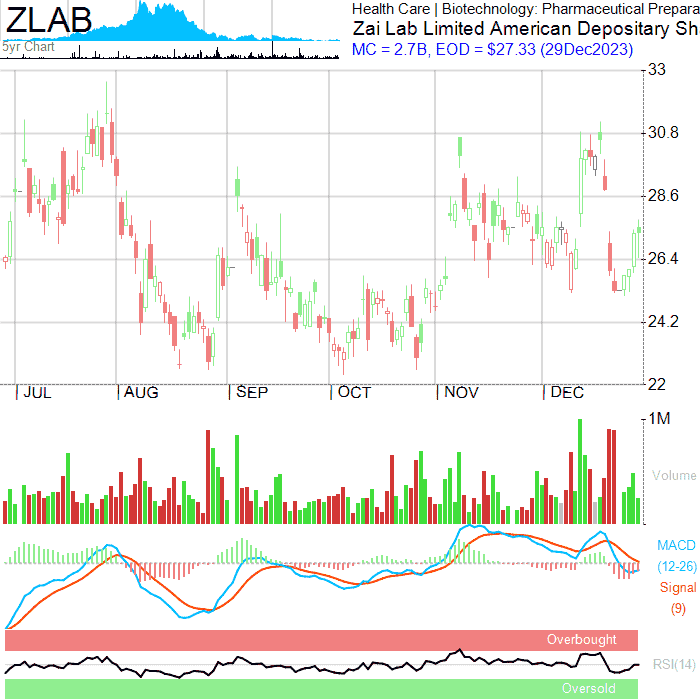 ZLAB
5yr Chart
Health Care | Biotechnology: Pharmaceutical Prepara
Zai Lab Limited American Depositary Sh
MC = 2.7B, EOD = $27.33 (29Dec2023)
33
30.8
28.6
26.4
24.2
22
|JUL |AUG |SEP |OCT |NOV |DEC
1M
Volume
0
MACD
(12-26)
Signal
(9)
Overbought
RSI(14)
Oversold